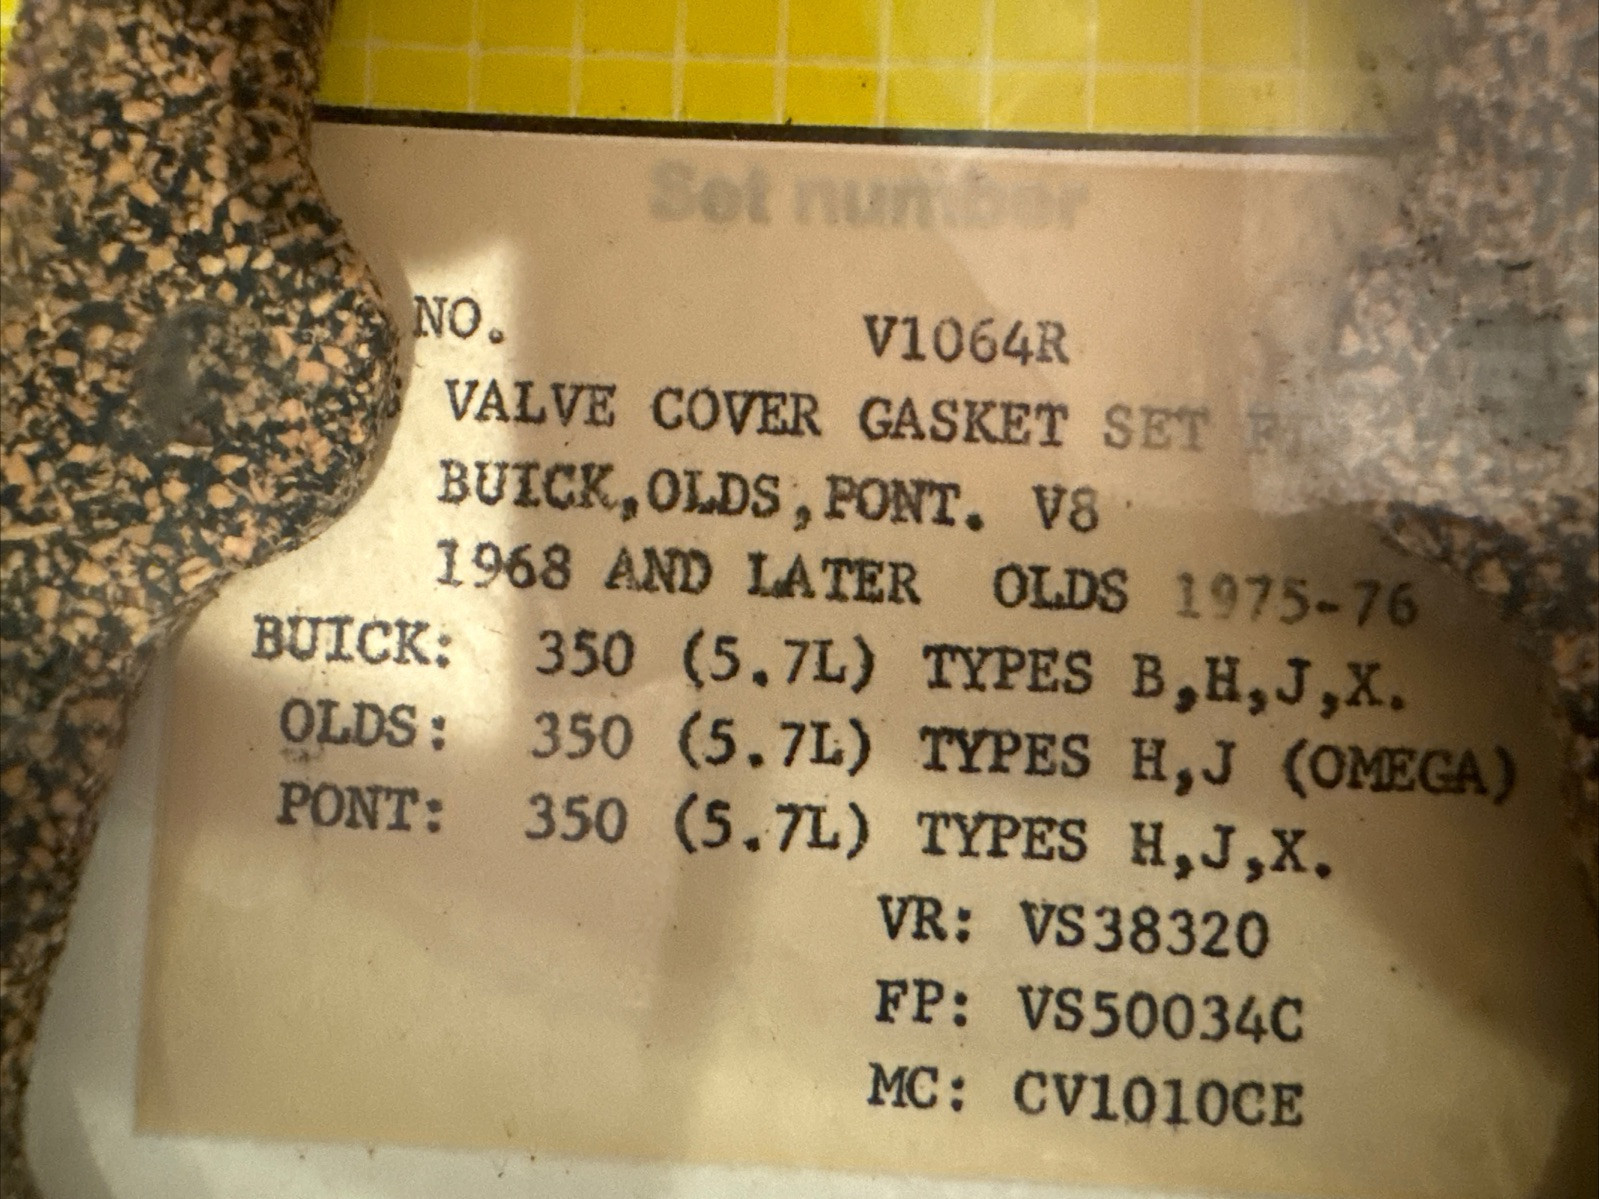 Set number
NO. V1064R
VALVE COVER GASKET SET
BUICK,OLDS,PONT. V8
1968 AND LATER OLDS 1975-76
BUICK: 350 (5.7L) TYPES B,H,J,X.
OLDS: 350 (5.7L) TYPES H,J (OMEGA)
PONT: 350 (5.7L) TYPES H,J,X.
VR: VS38320
FP: VS50034C
MC: CV1010CE